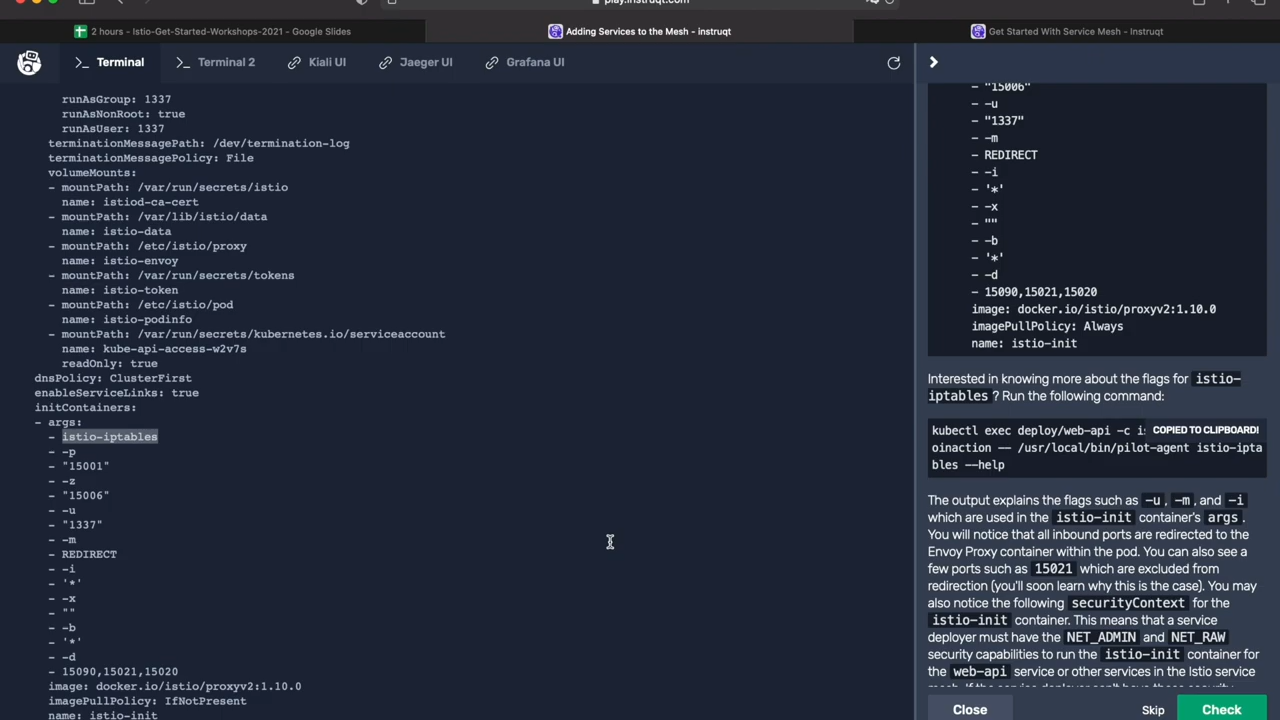 play.instruqt.com
2 hours - Istio-Get-Started-Workshops-2021 - Google Slides
Adding Services to the Mesh - instruqt
Get Started With Service Mesh - Instruqt
Terminal
Terminal 2
Kiali UI
Jaeger UI
Grafana UI
runAsGroup: 1337
runAsNonRoot: true
runAsUser: 1337
terminationMessagePath: /dev/termination-log
terminationMessagePolicy: File
volumeMounts:
- mountPath: /var/run/secrets/istio
name: istiod-ca-cert
- mountPath: /var/lib/istio/data
name: istio-data
- mountPath: /etc/istio/proxy
name: istio-envoy
- mountPath: /var/run/secrets/tokens
name: istio-token
- mountPath: /etc/istio/pod
name: istio-podinfo
- mountPath: /var/run/secrets/kubernetes.io/serviceaccount
name: kube-api-access-w2v7s
readOnly: true
dnsPolicy: ClusterFirst
enableServiceLinks: true
initContainers:
- args:
- istio-iptables
- -p
- "15001"
- -z
- "15006"
- -u
- "1337"
- -m
- REDIRECT
- -i
- '*'
- -x
- ""
- -b
- '*'
- -d
- 15090,15021,15020
image: docker.io/istio/proxyv2:1.10.0
imagePullPolicy: IfNotPresent
name: istio-init
- "15006"
- -u
- "1337"
- -m
- REDIRECT
- -i
- '*'
- -x
- ""
- -b
- '*'
- -d
- 15090,15021,15020
image: docker.io/istio/proxyv2:1.10.0
imagePullPolicy: Always
name: istio-init
Interested in knowing more about the flags for istio-
iptables ? Run the following command:
kubectl exec deploy/web-api -c is COPIED TO CLIPBOARD!
oinaction -- /usr/local/bin/pilot-agent istio-ipta
bles --help
The output explains the flags such as -u , -m, and -i
which are used in the istio-init container's args .
You will notice that all inbound ports are redirected to the
Envoy Proxy container within the pod. You can also see a
few ports such as 15021 which are excluded from
redirection (you'll soon learn why this is the case). You may
also notice the following securityContext for the
istio-init container. This means that a service
deployer must have the NET_ADMIN and NET_RAW
security capabilities to run the istio-init container for
the web-api service or other services in the Istio service
Close
Skip
Check